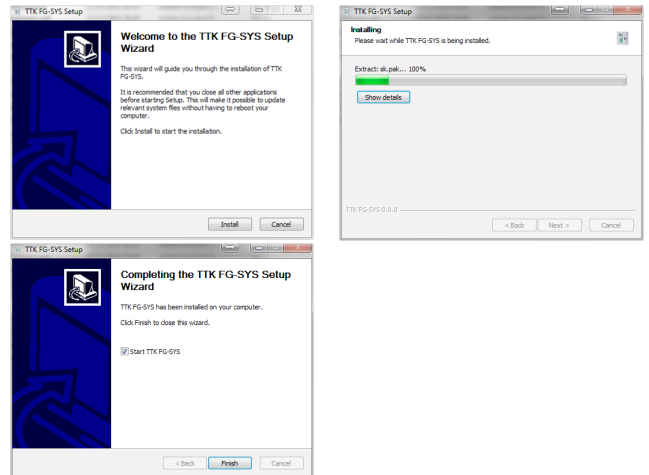 TTK FG-SYS Setup
Welcome to the TTK FG-SYS Setup
Wizard
This wizard will guide you through the installation of TTK
FG-SYS.
It is recommended that you close all other applications
before starting Setup. This will make it possible to update
relevant system files without having to reboot your
computer.
Click Install to start the installation.
Install Cancel
TTK FG-SYS Setup
Installing
Please wait while TTK FG-SYS is being installed.
Extract: sk.pak... 100%
Show details
TTK FG-SYS 0.0.0
< Back Next > Cancel
TTK FG-SYS Setup
Completing the TTK FG-SYS Setup
Wizard
TTK FG-SYS has been installed on your computer.
Click Finish to close this wizard.
Start TTK FG-SYS
< Back Finish Cancel